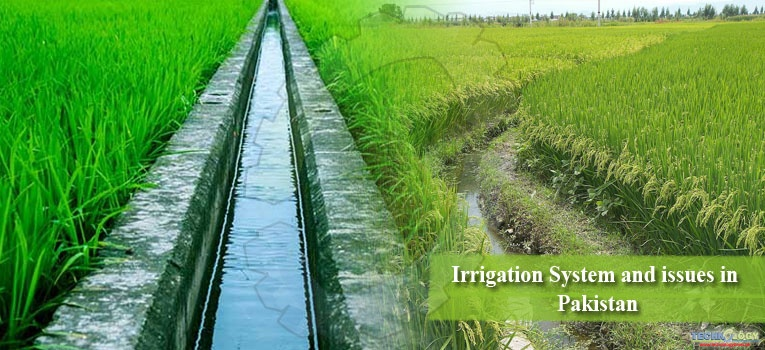 Irrigation System and issues in
Pakistan